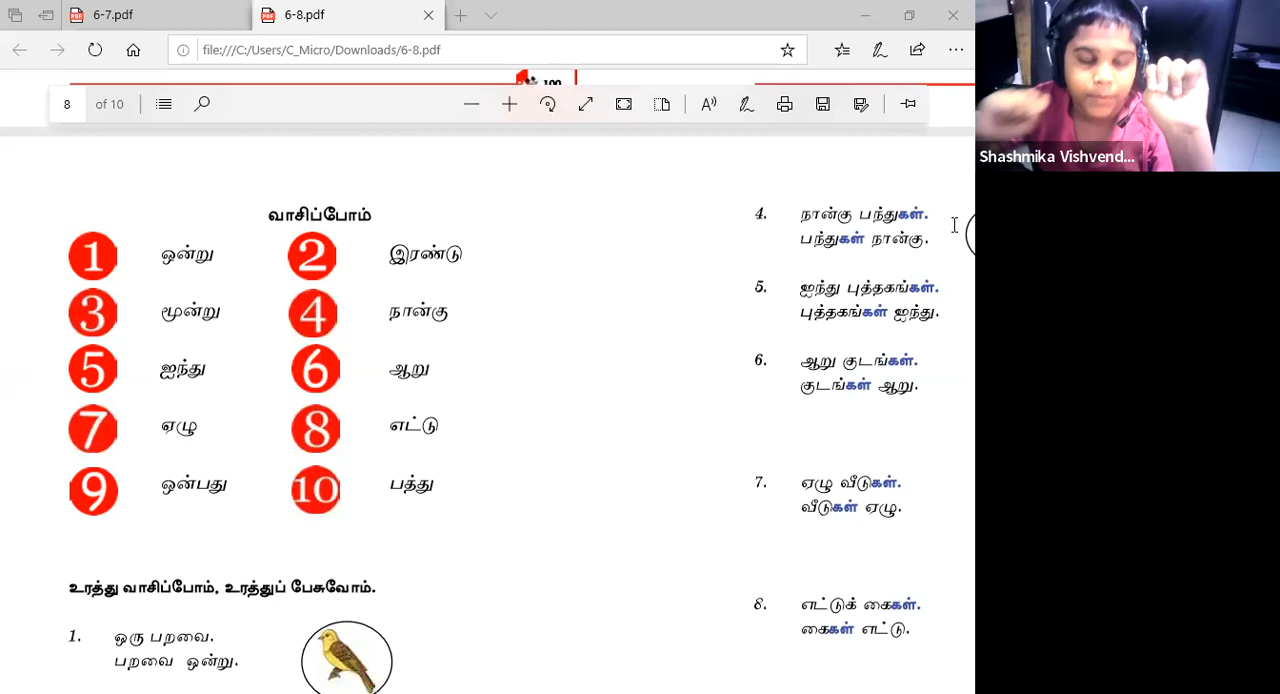 6-7.pdf
6-8.pdf
file:///C:/Users/C_Micro/Downloads/6-8.pdf
100
8 of 10
Shashmika Vishvend...
வாசிப்போம்
1 ஒன்று 2 இரண்டு
3 மூன்று 4 நான்கு
5 ஐந்து 6 ஆறு
7 ஏழு 8 எட்டு
9 ஒன்பது 10 பத்து
உரத்து வாசிப்போம், உரத்துப் பேசுவோம்.
1. ஒரு பறவை.
பறவை ஒன்று.
4. நான்கு பந்துகள்.
பந்துகள் நான்கு.
5. ஐந்து புத்தகங்கள்.
புத்தகங்கள் ஐந்து.
6. ஆறு குடங்கள்.
குடங்கள் ஆறு.
7. ஏழு வீடுகள்.
வீடுகள் ஏழு.
8. எட்டுக் கைகள்.
கைகள் எட்டு.